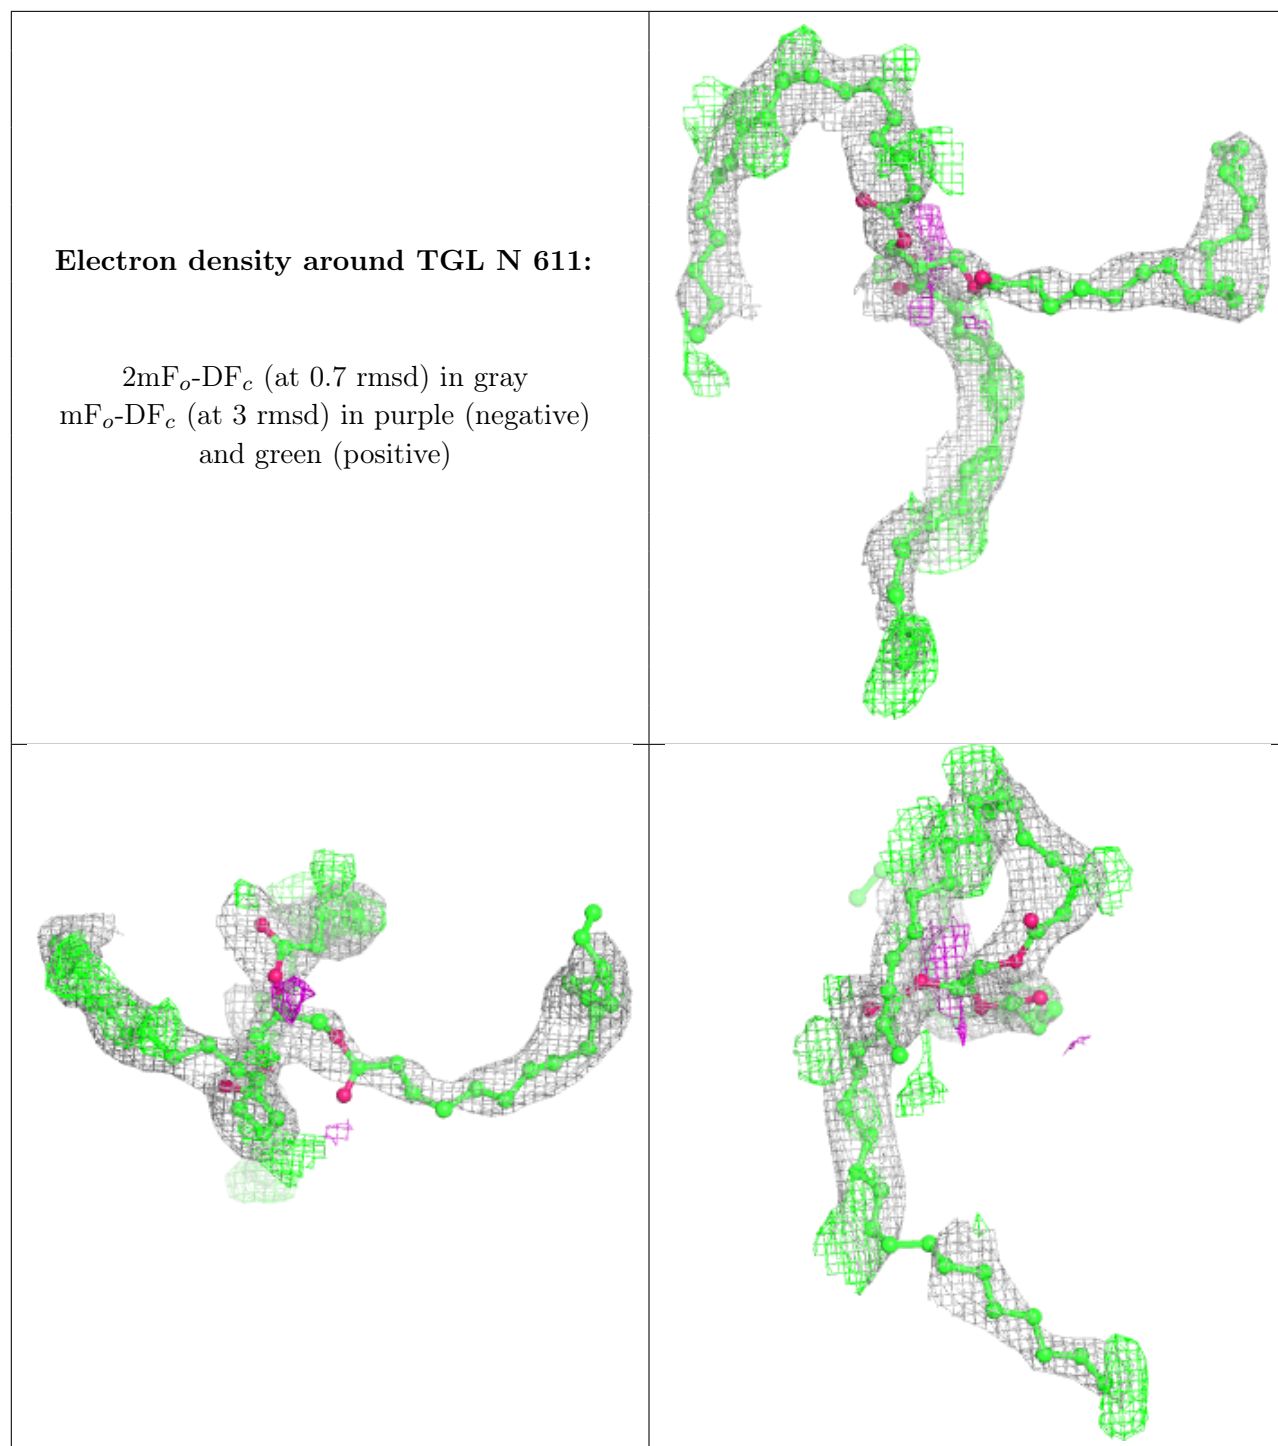 Electron density around TGL N 611:
2mFo-DFc (at 0.7 rmsd) in gray
mFo-DFc (at 3 rmsd) in purple (negative)
and green (positive)